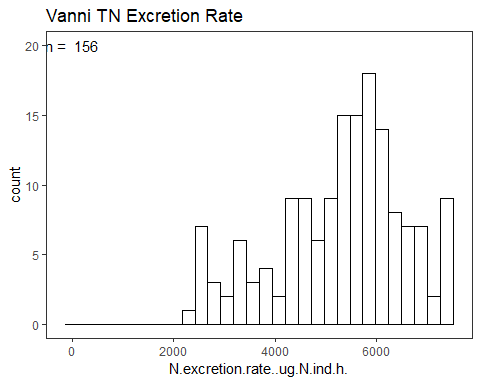 Vanni TN Excretion Rate
n =  156
20
15
10
5
0
count
0 2000 4000 6000
N.excretion.rate..ug.N.ind.h.